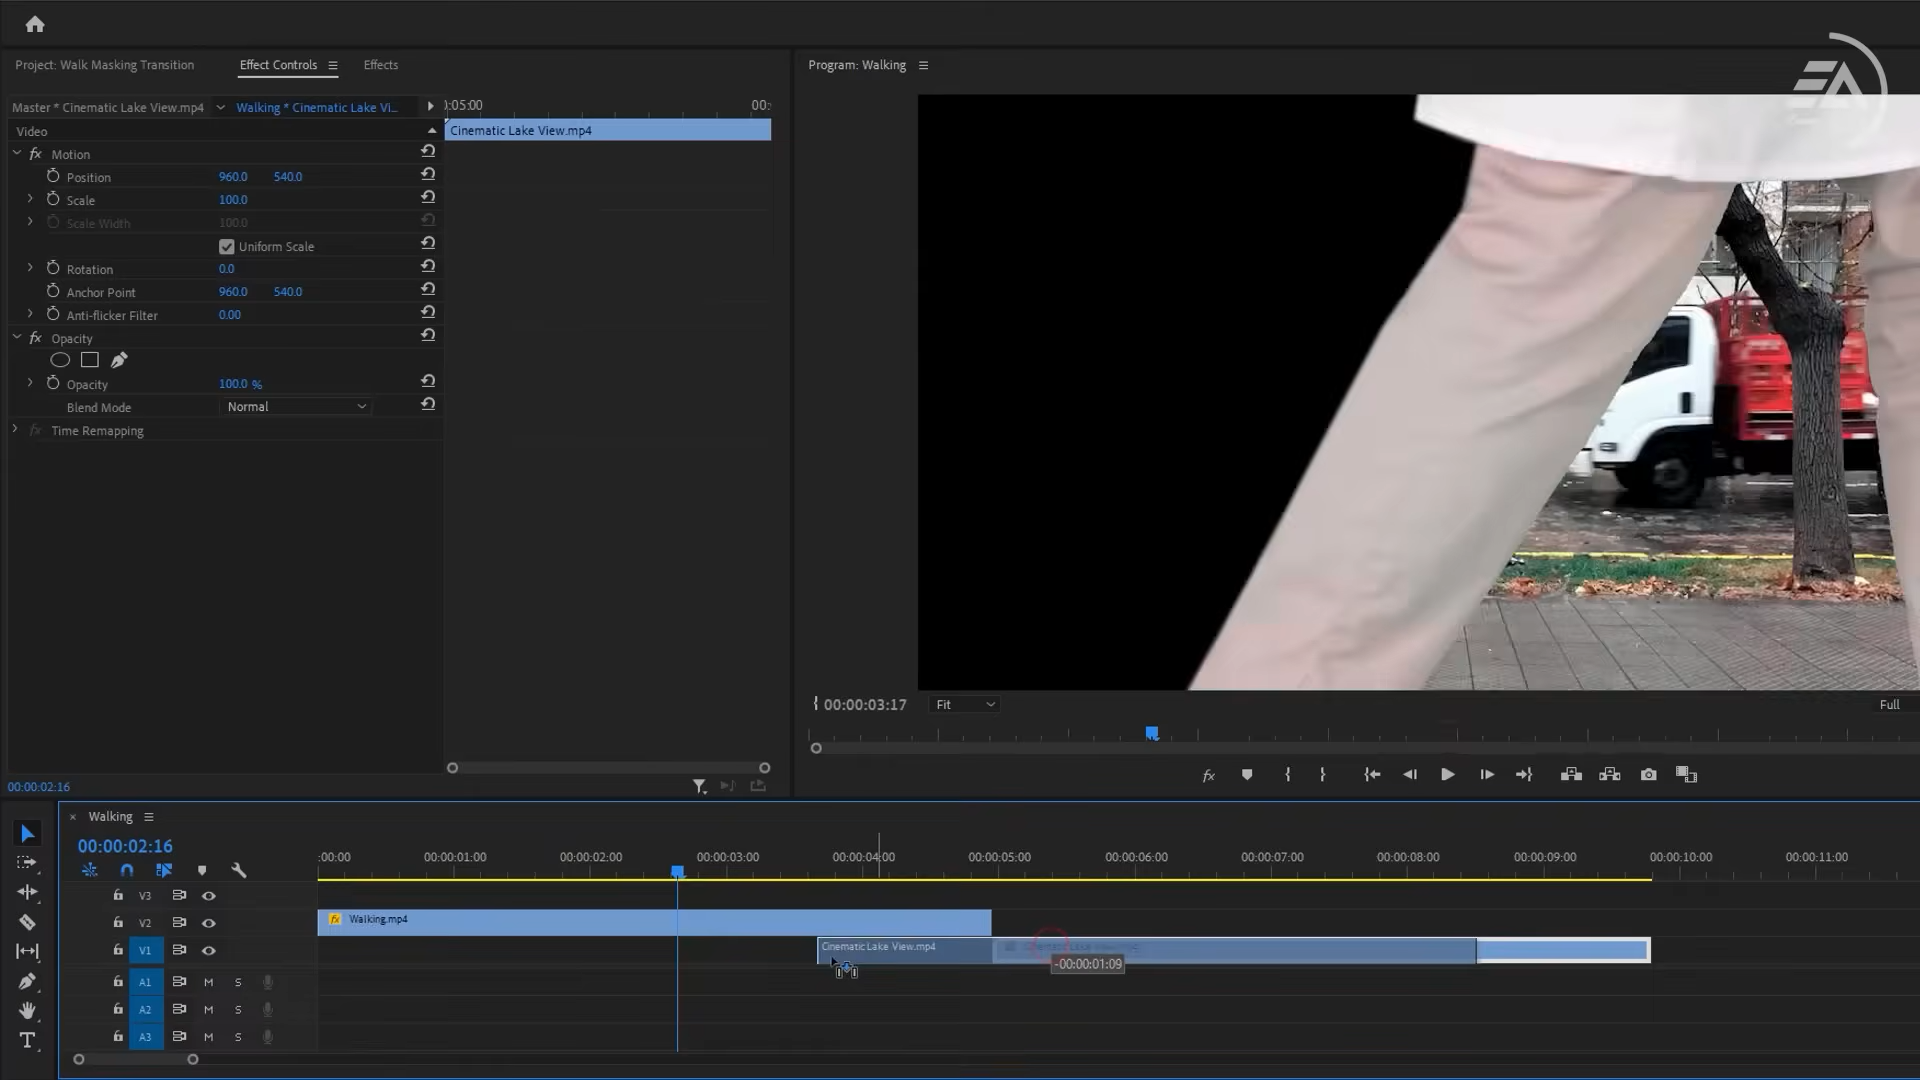 Project: Walk Masking Transition
Effect Controls
Effects
Program: Walking
Master * Cinematic Lake View.mp4
Walking * Cinematic Lake Vi...
:05:00
00:
Video
Cinematic Lake View.mp4
fx Motion
Position 960.0 540.0
Scale 100.0
Scale Width 100.0
Uniform Scale
Rotation 0.0
Anchor Point 960.0 540.0
Anti-flicker Filter 0.00
fx Opacity
Opacity 100.0 %
Blend Mode Normal
fx Time Remapping
00:00:03:17
Fit
Full
fx
00:00:02:16
Walking
00:00:02:16
:00:00
00:00:01:00
00:00:02:00
00:00:03:00
00:00:04:00
00:00:05:00
00:00:06:00
00:00:07:00
00:00:08:00
00:00:09:00
00:00:10:00
00:00:11:00
V3
V2
fx Walking.mp4
V1
Cinematic Lake View.mp4
-00:00:01:09
A1 M S
A2 M S
A3 M S
T
EA